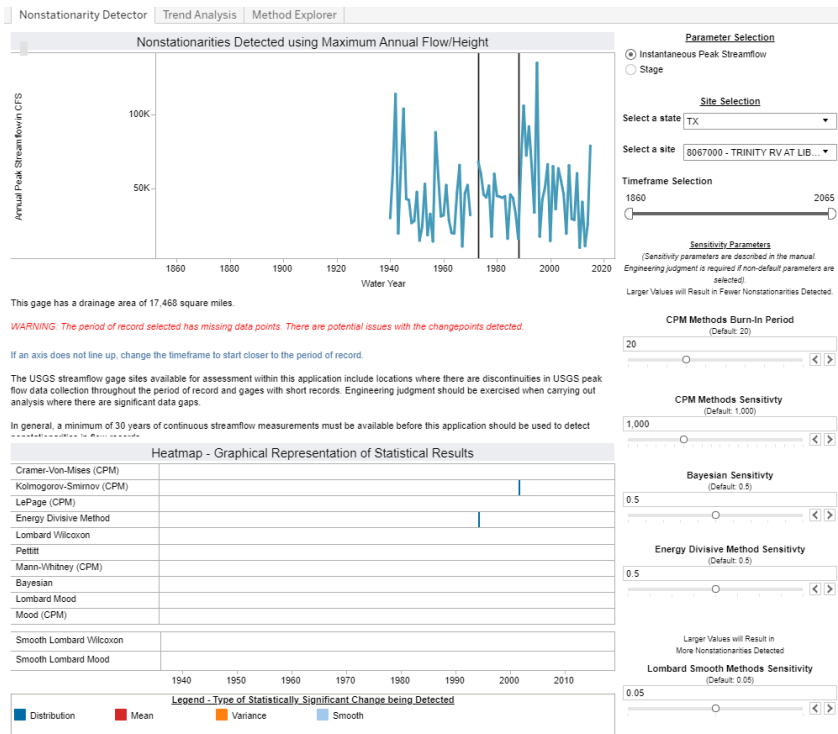 Nonstationarity Detector
Trend Analysis
Method Explorer
Nonstationarities Detected using Maximum Annual Flow/Height
Annual Peak Streamflow in CFS
100K
50K
1860 1880 1900 1920 1940 1960 1980 2000 2020
Water Year
This gage has a drainage area of 17,468 square miles.
WARNING: The period of record selected has missing data points. There are potential issues with the changepoints detected.
If an axis does not line up, change the timeframe to start closer to the period of record.
The USGS streamflow gage sites available for assessment within this application include locations where there are discontinuities in USGS peak
flow data collection throughout the period of record and gages with short records. Engineering judgment should be exercised when carrying out
analysis where there are significant data gaps.
In general, a minimum of 30 years of continuous streamflow measurements must be available before this application should be used to detect
nonstationarities in flow records.
Heatmap - Graphical Representation of Statistical Results
Cramer-Von-Mises (CPM)
Kolmogorov-Smirnov (CPM)
LePage (CPM)
Energy Divisive Method
Lombard Wilcoxon
Pettitt
Mann-Whitney (CPM)
Bayesian
Lombard Mood
Mood (CPM)
Smooth Lombard Wilcoxon
Smooth Lombard Mood
1940 1950 1960 1970 1980 1990 2000 2010
Legend - Type of Statistically Significant Change being Detected
Distribution
Mean
Variance
Smooth
Parameter Selection
Instantaneous Peak Streamflow
Stage
Site Selection
Select a state
TX
Select a site
8067000 - TRINITY RV AT LIB...
Timeframe Selection
1860 2065
Sensitivity Parameters
(Sensitivity parameters are described in the manual.
Engineering judgment is required if non-default parameters are
selected).
Larger Values will Result in Fewer Nonstationarities Detected.
CPM Methods Burn-In Period
(Default: 20)
20
CPM Methods Sensitivty
(Default: 1,000)
1,000
Bayesian Sensitivty
(Default: 0.5)
0.5
Energy Divisive Method Sensitivty
(Default: 0.5)
0.5
Larger Values will Result in
More Nonstationarities Detected
Lombard Smooth Methods Sensitivity
(Default: 0.05)
0.05